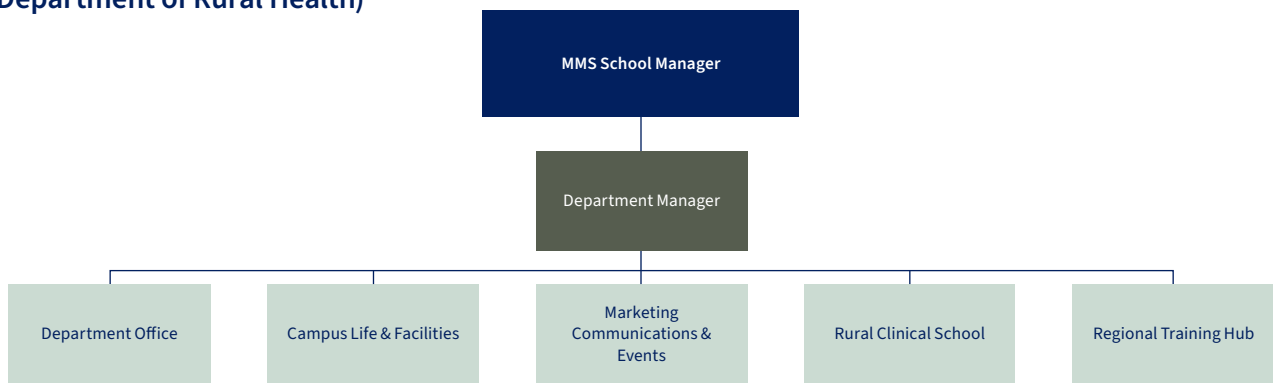 Department of Rural Health)
MMS School Manager
Department Manager
Department Office
Campus Life & Facilities
Marketing
Communications &
Events
Rural Clinical School
Regional Training Hub